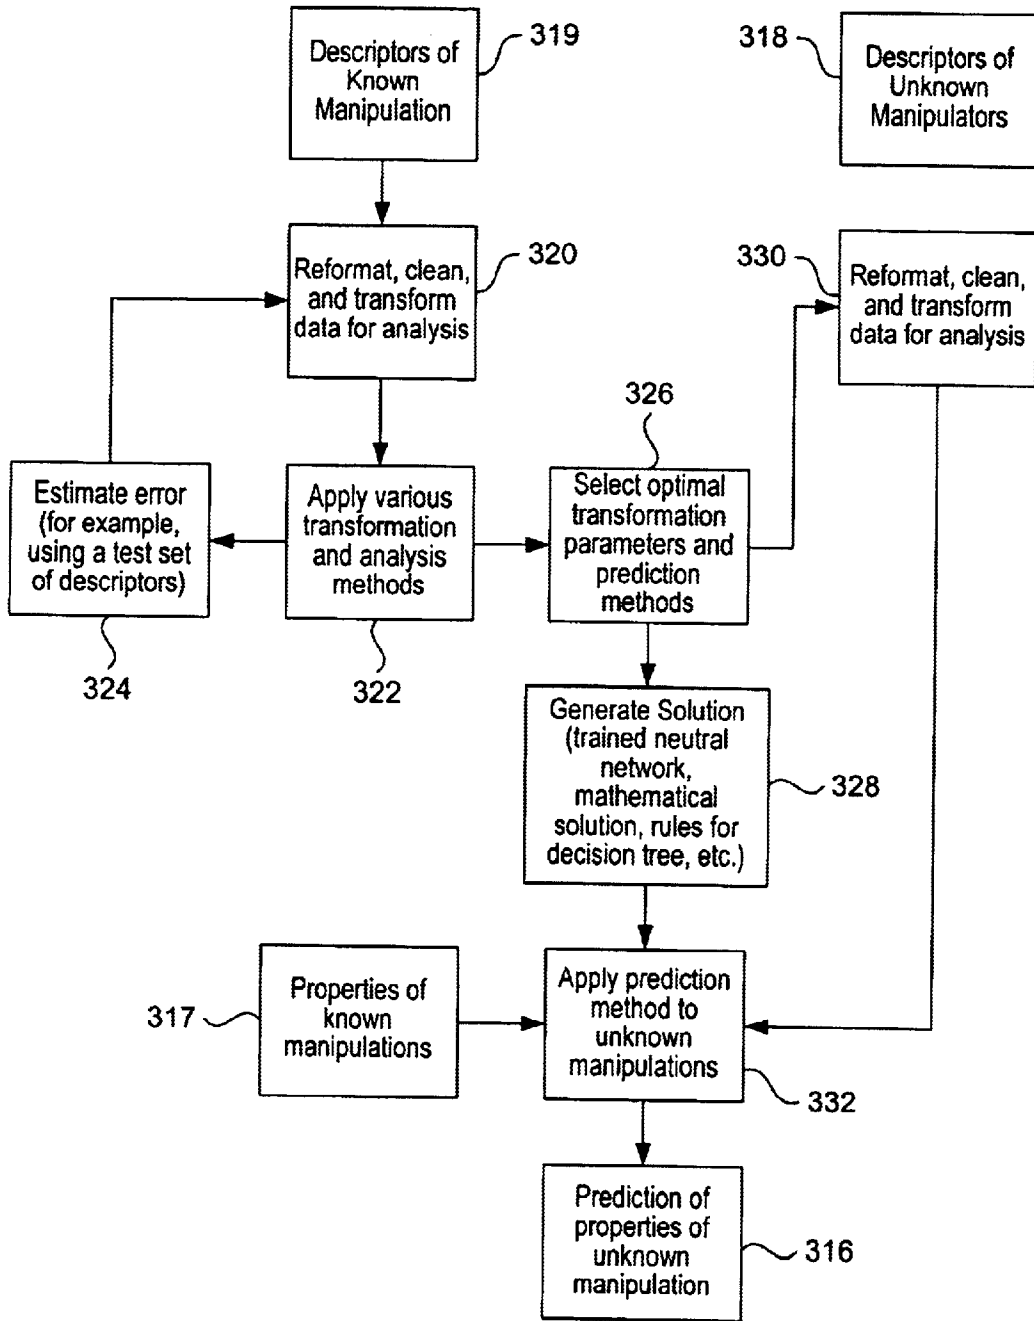 Descriptors of
Known
Manipulation
319
318
Descriptors of
Unknown
Manipulators
Reformat, clean,
and transform
data for analysis
320
330
Reformat, clean,
and transform
data for analysis
326
Estimate error
(for example,
using a test set
of descriptors)
Apply various
transformation
and analysis
methods
Select optimal
transformation
parameters and
prediction
methods
324
322
Generate Solution
(trained neutral
network,
mathematical
solution, rules for
decision tree, etc.)
328
317
Properties of
known
manipulations
Apply prediction
method to
unknown
manipulations
332
Prediction of
properties of
unknown
manipulation
316